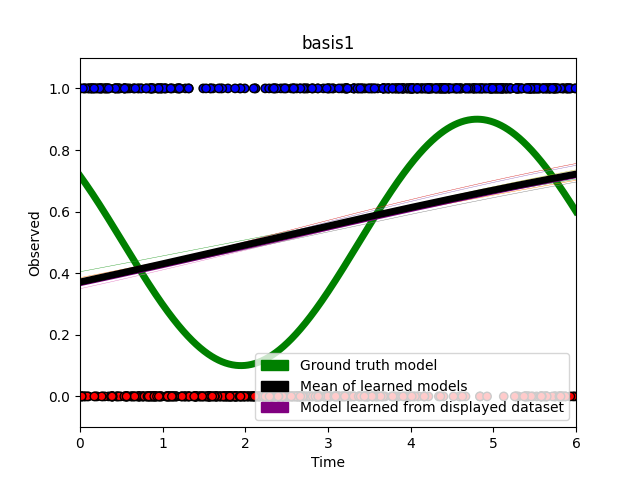 basis1
Observed
1.0
0.8
0.6
0.4
0.2
0.0
Ground truth model
Mean of learned models
Model learned from displayed dataset
0 1 2 3 4 5 6
Time